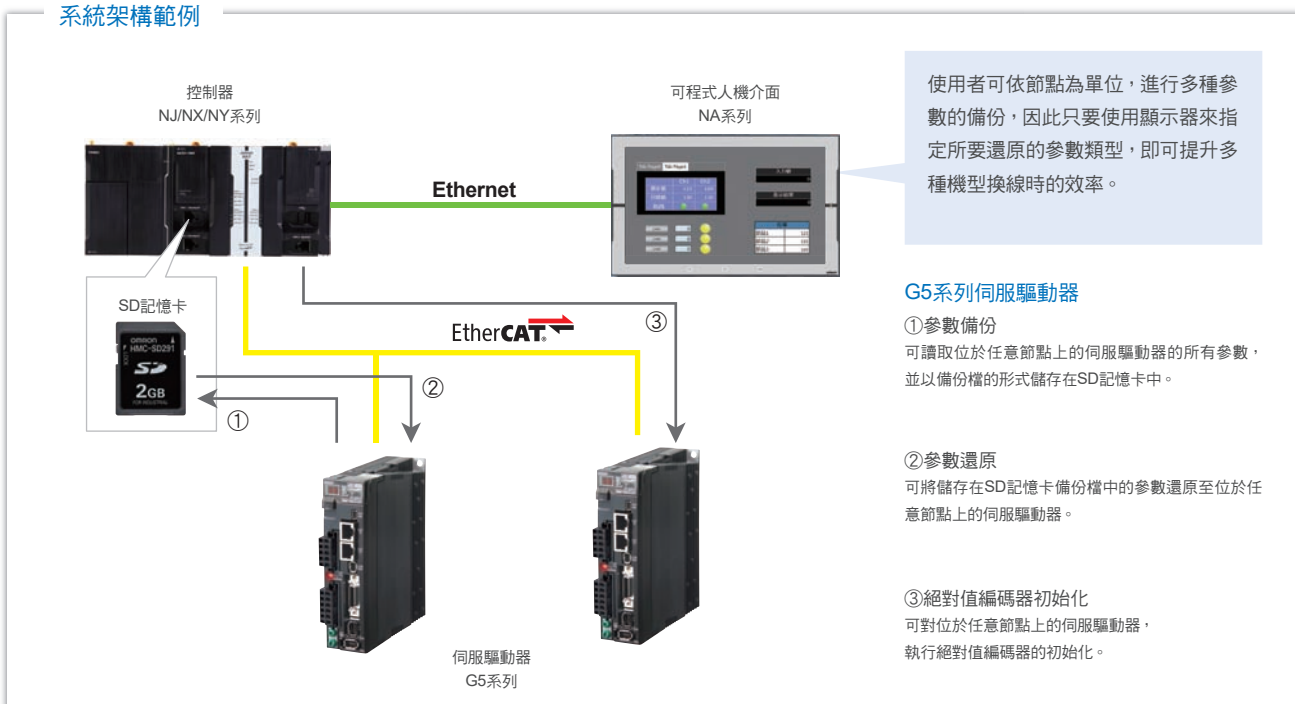 系統架構範例
控制器
NJ/NX/NY系列
可程式人機介面
NA系列
Ethernet
使用者可依節點為單位，進行多種參
數的備份，因此只要使用顯示器來指
定所要還原的參數類型，即可提升多
種機型換線時的效率。
SD記憶卡
OMRON
HMC-SD291
SD
2GB
EtherCAT®
①
②
③
伺服驅動器
G5系列
G5系列伺服驅動器
①參數備份
可讀取位於任意節點上的伺服驅動器的所有參數，
並以備份檔的形式儲存在SD記憶卡中。
②參數還原
可將儲存在SD記憶卡備份檔中的參數還原至位於任
意節點上的伺服驅動器。
③絕對值編碼器初始化
可對位於任意節點上的伺服驅動器，
執行絕對值編碼器的初始化。